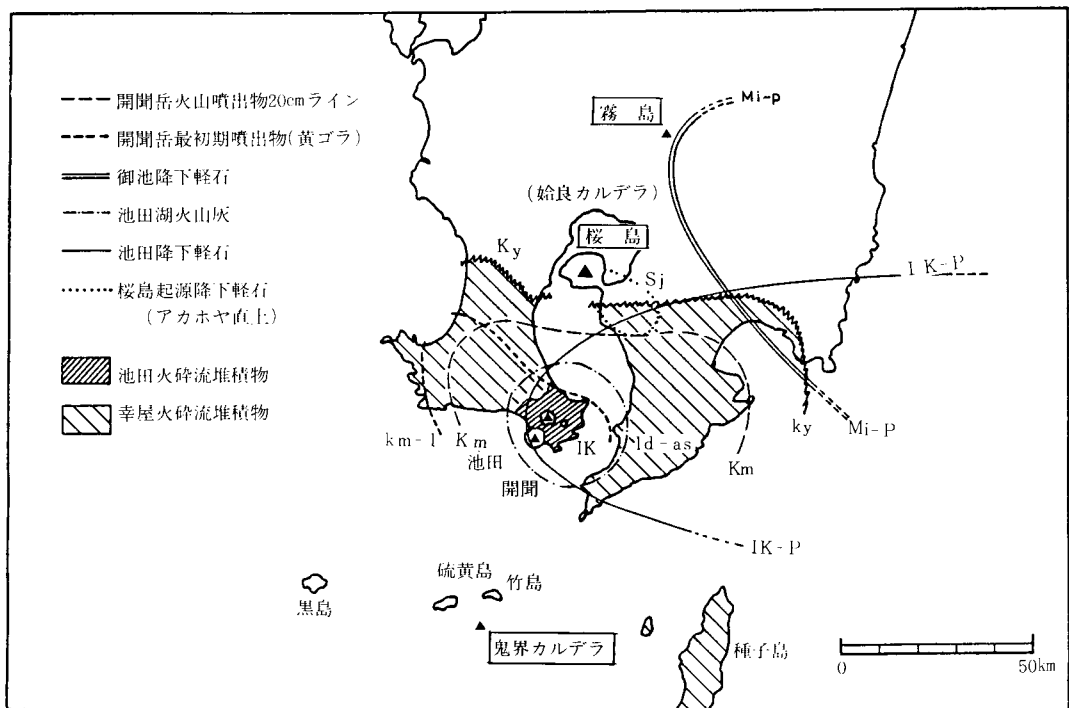 開聞岳火山噴出物20cmライン
開聞岳最初期噴出物(黄ゴラ)
御池降下軽石
池田湖火山灰
池田降下軽石
桜島起源降下軽石
(アカホヤ直上)
池田火砕流堆積物
幸屋火砕流堆積物
Mi-p
霧島
(姶良カルデラ)
桜島
Ky
Sj
IK-P
km-1
Km
池田
IK
Id-as
開聞
Km
ky
Mi-P
IK-P
硫黄島
竹島
黒島
鬼界カルデラ
種子島
0
50km